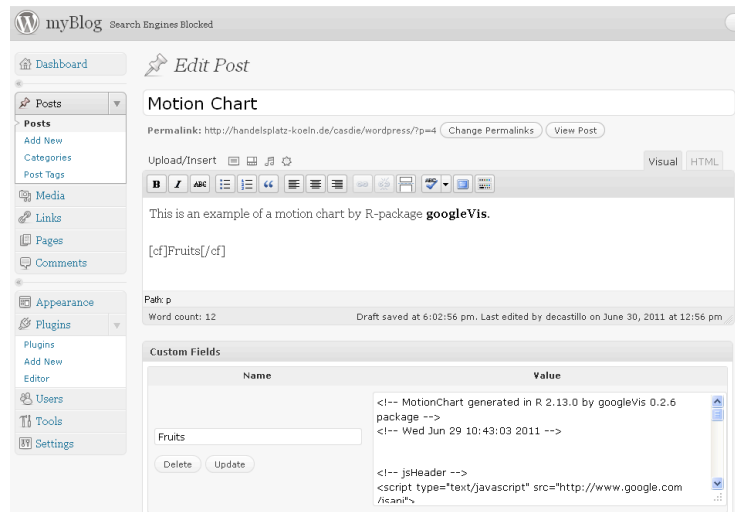 myBlog Search Engines Blocked
Dashboard
Posts
Posts
Add New
Categories
Post Tags
Media
Links
Pages
Comments
Appearance
Plugins
Plugins
Add New
Editor
Users
Tools
Settings
Edit Post
Motion Chart
Permalink: http://handelsplatz-koeln.de/casdie/wordpress/?p=4 Change Permalinks View Post
Upload/Insert Visual HTML
B I ABC
This is an example of a motion chart by R-package googleVis.
[cf]Fruits[/cf]
Path: p
Word count: 12 Draft saved at 6:02:56 pm. Last edited by decastillo on June 30, 2011 at 12:56 pm
Custom Fields
Name Value
Fruits
Delete Update
<!-- MotionChart generated in R 2.13.0 by googleVis 0.2.6
package -->
<!-- Wed Jun 29 10:43:03 2011 -->
<!-- jsHeader -->
<script type="text/javascript" src="http://www.google.com
/jsapi">